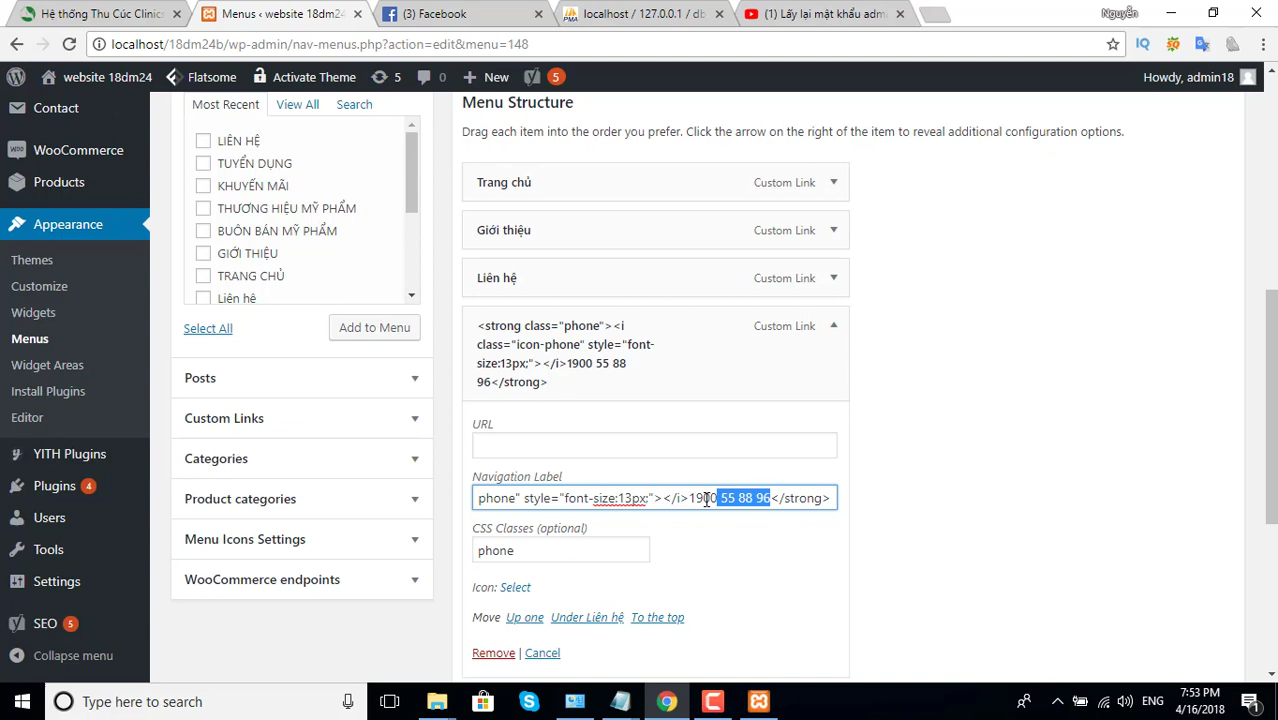 Hệ thống Thu Cúc Clinics
Menus ‹ website 18dm24
(3) Facebook
localhost / 127.0.0.1 / db
(1) Lấy lại mật khẩu adm
Nguyễn
localhost/18dm24b/wp-admin/nav-menus.php?action=edit&menu=148
website 18dm24
Flatsome
Activate Theme
5
0
New
5
Howdy, admin18
Contact
WooCommerce
Products
Appearance
Themes
Customize
Widgets
Menus
Widget Areas
Install Plugins
Editor
YITH Plugins
Plugins 4
Users
Tools
Settings
SEO 5
Collapse menu
Most Recent
View All
Search
LIÊN HỆ
TUYỂN DỤNG
KHUYẾN MÃI
THƯƠNG HIỆU MỸ PHẨM
BUÔN BÁN MỸ PHẨM
GIỚI THIỆU
TRANG CHỦ
Liên hệ
Select All
Add to Menu
Posts
Custom Links
Categories
Product categories
Menu Icons Settings
WooCommerce endpoints
Menu Structure
Drag each item into the order you prefer. Click the arrow on the right of the item to reveal additional configuration options.
Trang chủ
Custom Link
Giới thiệu
Custom Link
Liên hệ
Custom Link
<strong class="phone"><i
class="icon-phone" style="font-
size:13px;"></i>1900 55 88
96</strong>
Custom Link
URL
Navigation Label
phone" style="font-size:13px;"></i>1900 55 88 96</strong>
CSS Classes (optional)
phone
Icon: Select
Move Up one Under Liên hệ To the top
Remove | Cancel
Type here to search
ENG
7:53 PM
4/16/2018
1